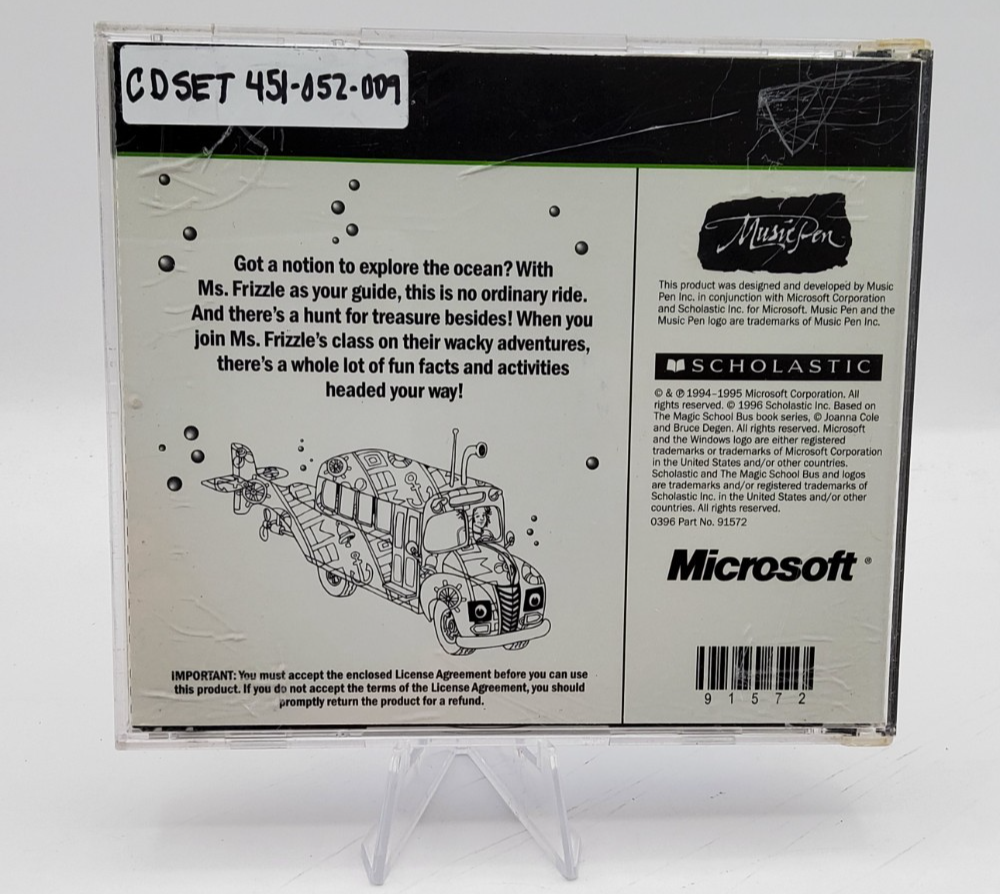 CD SET 451-052-009
Got a notion to explore the ocean? With
Ms. Frizzle as your guide, this is no ordinary ride.
And there's a hunt for treasure besides! When you
join Ms. Frizzle's class on their wacky adventures,
there's a whole lot of fun facts and activities
headed your way!
IMPORTANT: You must accept the enclosed License Agreement before you can use
this product. If you do not accept the terms of the License Agreement, you should
promptly return the product for a refund.
Music Pen
This product was designed and developed by Music
Pen Inc. in conjunction with Microsoft Corporation
and Scholastic Inc. for Microsoft. Music Pen and the
Music Pen logo are trademarks of Music Pen Inc.
SCHOLASTIC
© & ℗ 1994-1995 Microsoft Corporation. All
rights reserved. © 1996 Scholastic Inc. Based on
The Magic School Bus book series, © Joanna Cole
and Bruce Degen. All rights reserved. Microsoft
and the Windows logo are either registered
trademarks or trademarks of Microsoft Corporation
in the United States and/or other countries.
Scholastic and The Magic School Bus and logos
are trademarks and/or registered trademarks of
Scholastic Inc. in the United States and/or other
countries. All rights reserved.
0396 Part No. 91572
Microsoft®
9 1 5 7 2